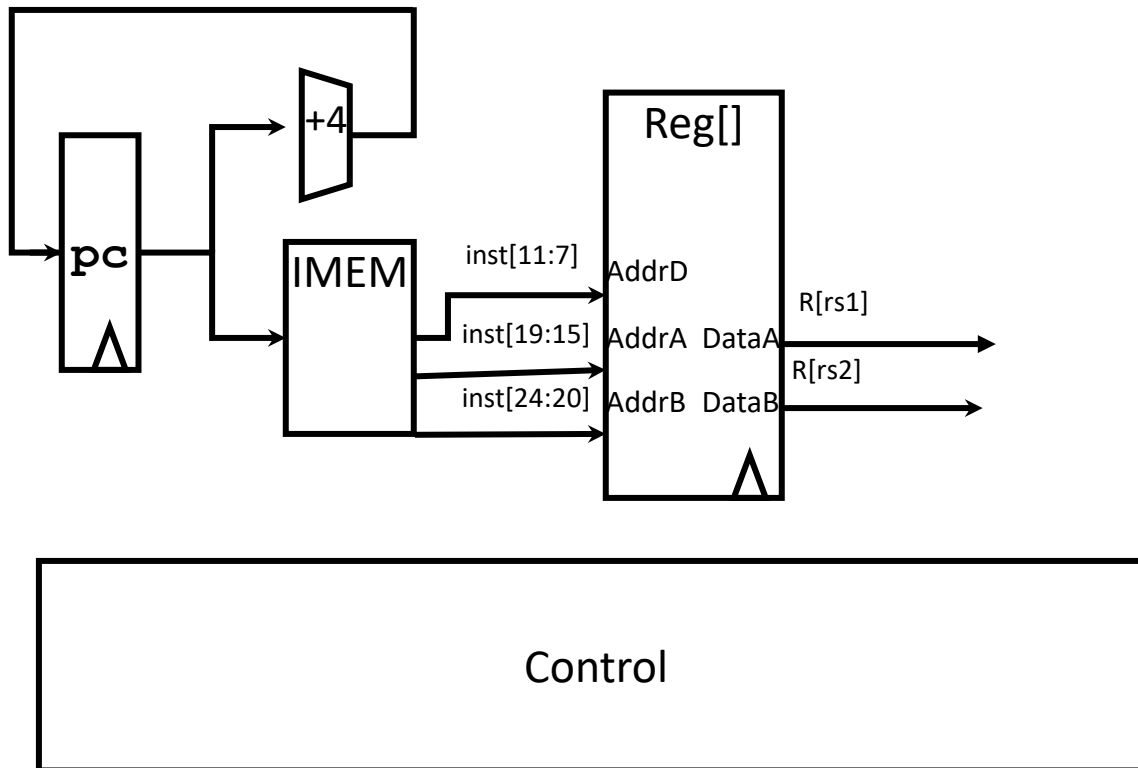 +4
Reg[]
pc
IMEM
inst[11:7]
AddrD
inst[19:15]
AddrA
DataA
R[rs1]
inst[24:20]
AddrB
DataB
R[rs2]
Control